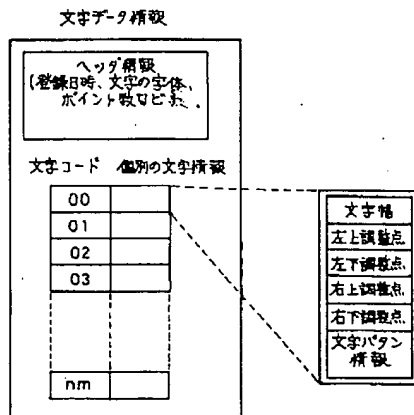 文字データ情報
ヘッダ情報
(登録日時、文字の字体、
ポイント数など
文字コード 個別の文字情報
00
01
02
03
nm
文字幅
左上調整点
左下調整点
右上調整点
右下調整点
文字パタン
情報